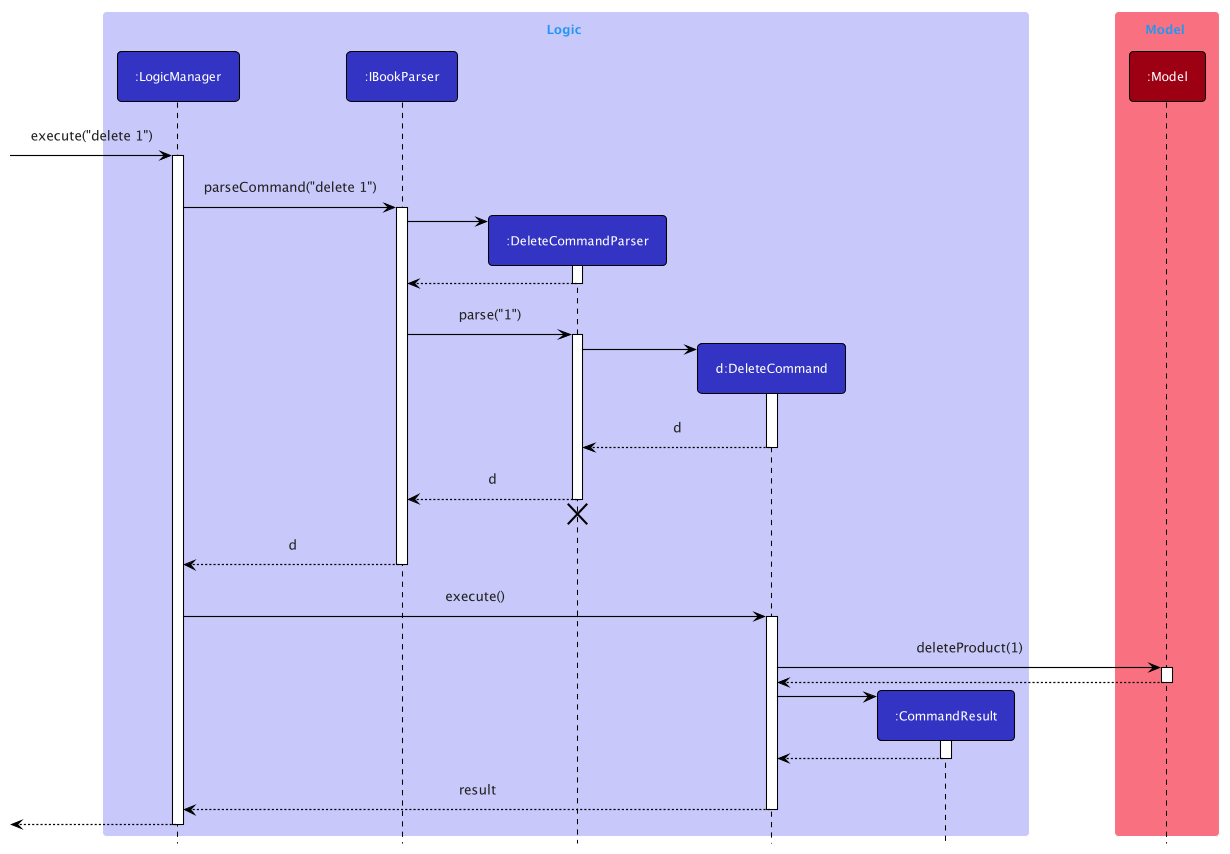 Logic
Model
:LogicManager
:IBookParser
:Model
execute("delete 1")
parseCommand("delete 1")
:DeleteCommandParser
parse("1")
d:DeleteCommand
d
d
d
execute()
deleteProduct(1)
:CommandResult
result